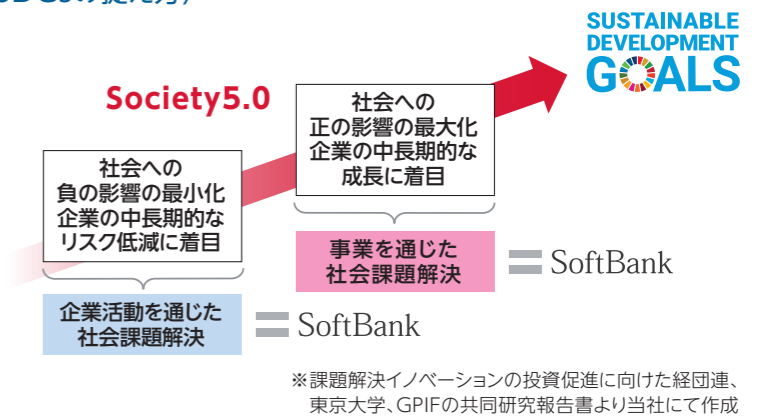 SUSTAINABLE
DEVELOPMENT
GOALS
Society5.0
社会への
正の影響の最大化
企業の中長期的な
成長に着目
社会への
負の影響の最小化
企業の中長期的な
リスク低減に着目
事業を通じた
社会課題解決
SoftBank
企業活動を通じた
社会課題解決
SoftBank
※課題解決イノベーションの投資促進に向けた経団連、
東京大学、GPIFの共同研究報告書より当社にて作成